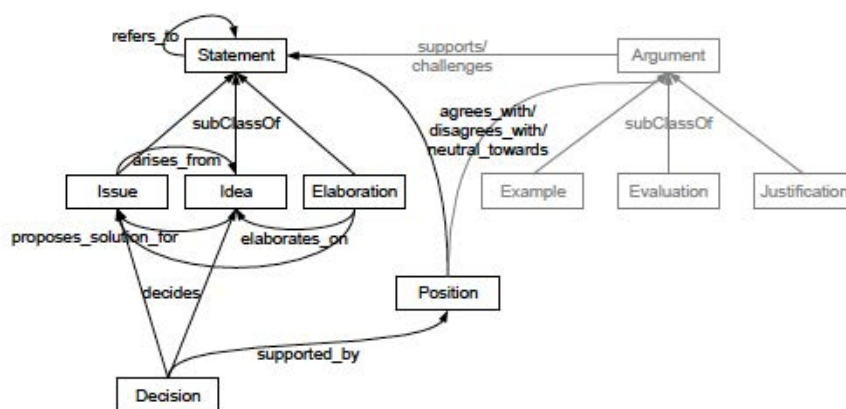 refers_to
Statement
supports/
challenges
Argument
subClassOf
agrees_with/
disagrees_with/
neutral_towards
subClassOf
arises_from
Issue
Idea
Elaboration
Example
Evaluation
Justification
proposes_solution_for
elaborates_on
decides
Position
supported_by
Decision